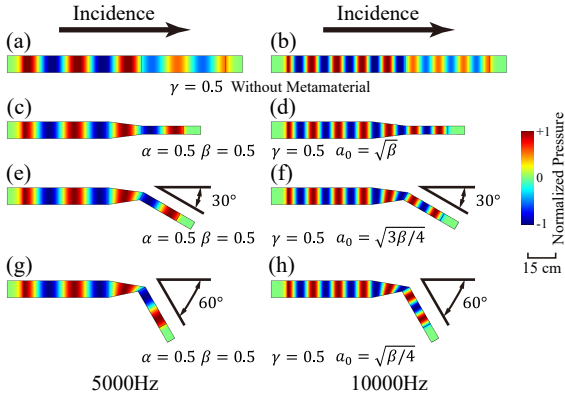 Incidence Incidence
(a) (b)
γ = 0.5 Without Metamaterial
(c) (d)
α = 0.5 β = 0.5 γ = 0.5 a₀ = √β
(e) 30° (f) 30°
α = 0.5 β = 0.5 γ = 0.5 a₀ = √3β/4
(g) 60° (h) 60°
α = 0.5 β = 0.5 γ = 0.5 a₀ = √β/4
5000Hz 10000Hz
+1
0
-1
Normalized Pressure
15 cm